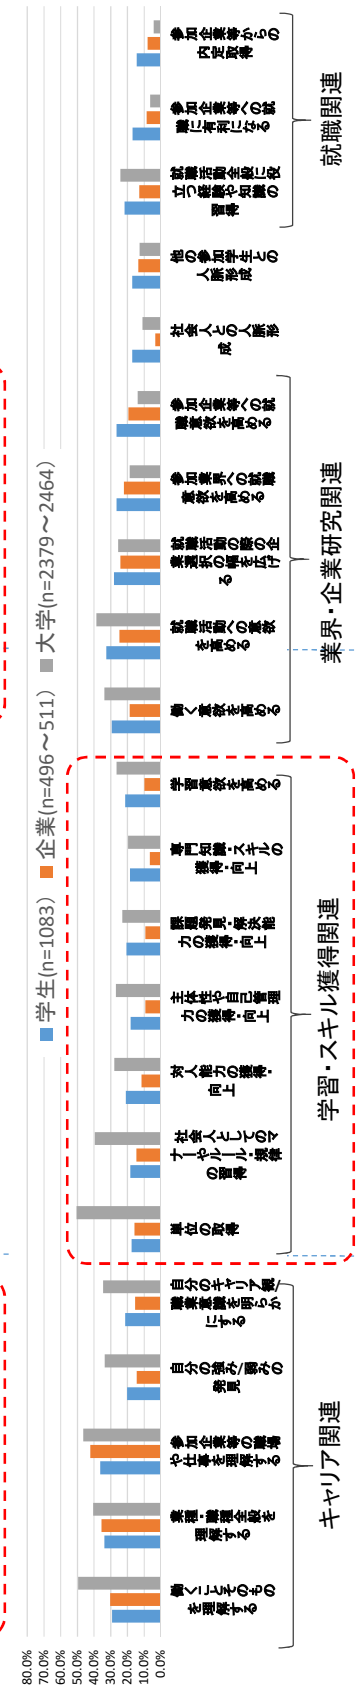 学生(n=1083)　企業(n=496～511)　大学(n=2379～2464)
80.0%
70.0%
60.0%
50.0%
40.0%
30.0%
20.0%
10.0%
0.0%
働くことそのもの
を理解する
業種・職種全般を
理解する
参加企業等の職場
や仕事を理解する
自分の強み/弱みの
発見
自分のキャリア観/
職業意識を明らか
にする
単位の取得
社会人としてのマ
ナーやルール・規律
の習得
対人能力の獲得・
向上
主体性や自己管理
力の獲得・向上
課題発見・解決能
力の獲得・向上
専門知識・スキルの
獲得・向上
学習意欲を高める
働く意欲を高める
就職活動への意欲
を高める
就職活動の際の企
業選択の幅を広げ
る
参加業界への就職
意欲を高める
参加企業等への就
職意欲を高める
社会人との人脈形
成
他の参加学生との
人脈形成
就職活動全般に役
立つ経験や知識の
習得
参加企業等への就
職に有利になる
参加企業等からの
内定取得
キャリア関連
学習・スキル獲得関連
業界・企業研究関連
就職関連